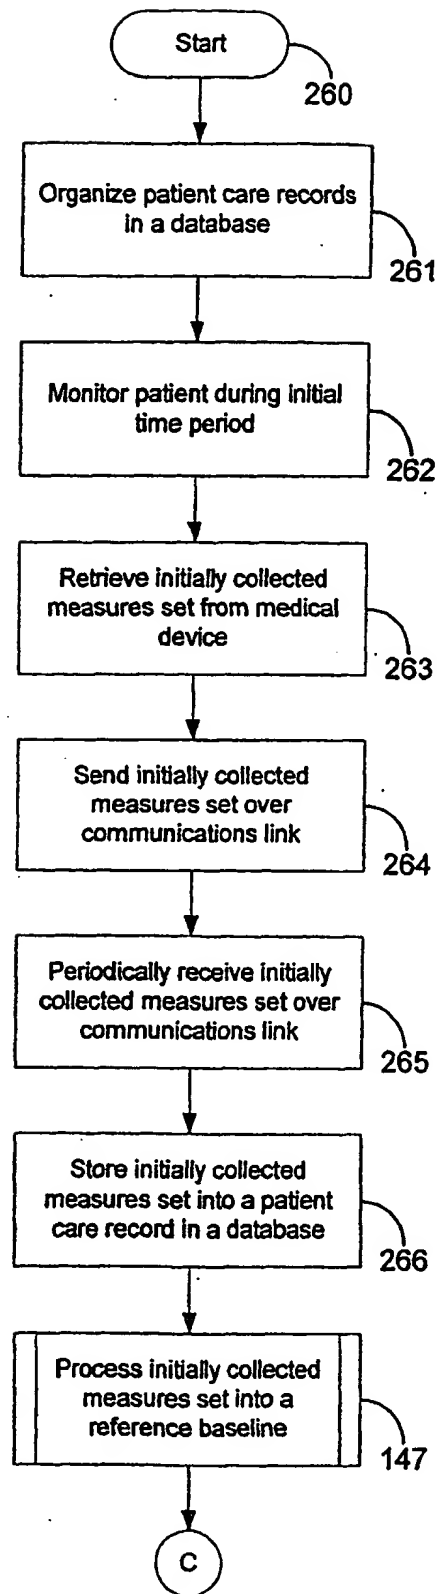 Start
260
Organize patient care records
in a database
261
Monitor patient during initial
time period
262
Retrieve initially collected
measures set from medical
device
263
Send initially collected
measures set over
communications link
264
Periodically receive initially
collected measures set over
communications link
265
Store initially collected
measures set into a patient
care record in a database
266
Process initially collected
measures set into a
reference baseline
147
C